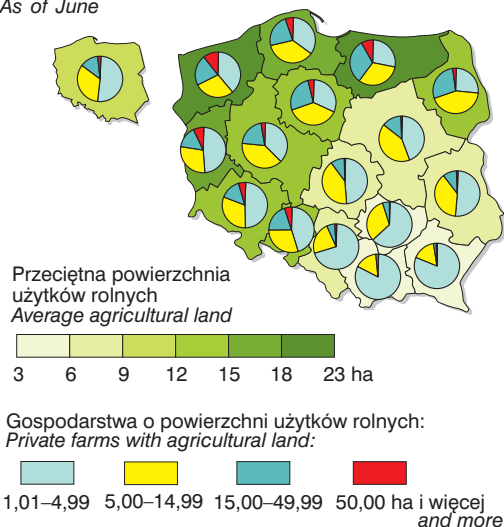 As of June
Przeciętna powierzchnia
użytków rolnych
Average agricultural land
3 6 9 12 15 18 23 ha
Gospodarstwa o powierzchni użytków rolnych:
Private farms with agricultural land:
1,01–4,99 5,00–14,99 15,00–49,99 50,00 ha i więcej
and more